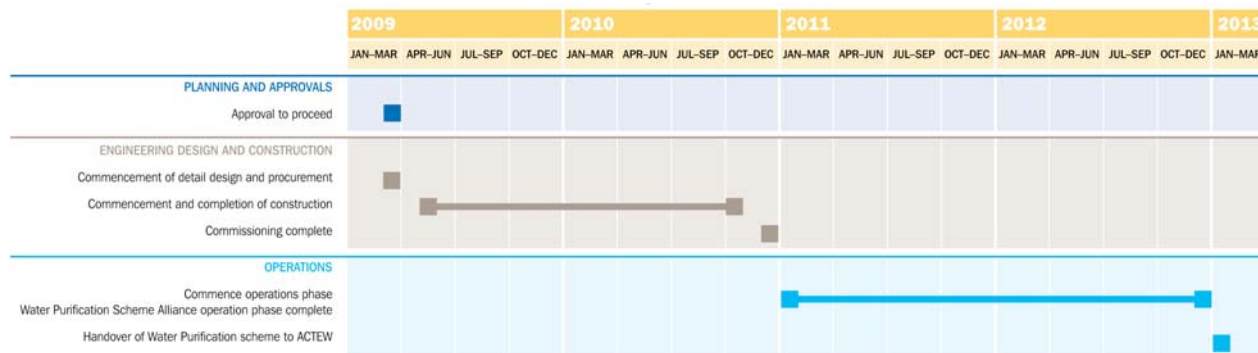 2009 2010 2011 2012 2013
JAN–MAR APR–JUN JUL–SEP OCT–DEC JAN–MAR APR–JUN JUL–SEP OCT–DEC JAN–MAR APR–JUN JUL–SEP OCT–DEC JAN–MAR APR–JUN JUL–SEP OCT–DEC JAN–MAR
PLANNING AND APPROVALS
Approval to proceed
ENGINEERING DESIGN AND CONSTRUCTION
Commencement of detail design and procurement
Commencement and completion of construction
Commissioning complete
OPERATIONS
Commence operations phase
Water Purification Scheme Alliance operation phase complete
Handover of Water Purification scheme to ACTEW